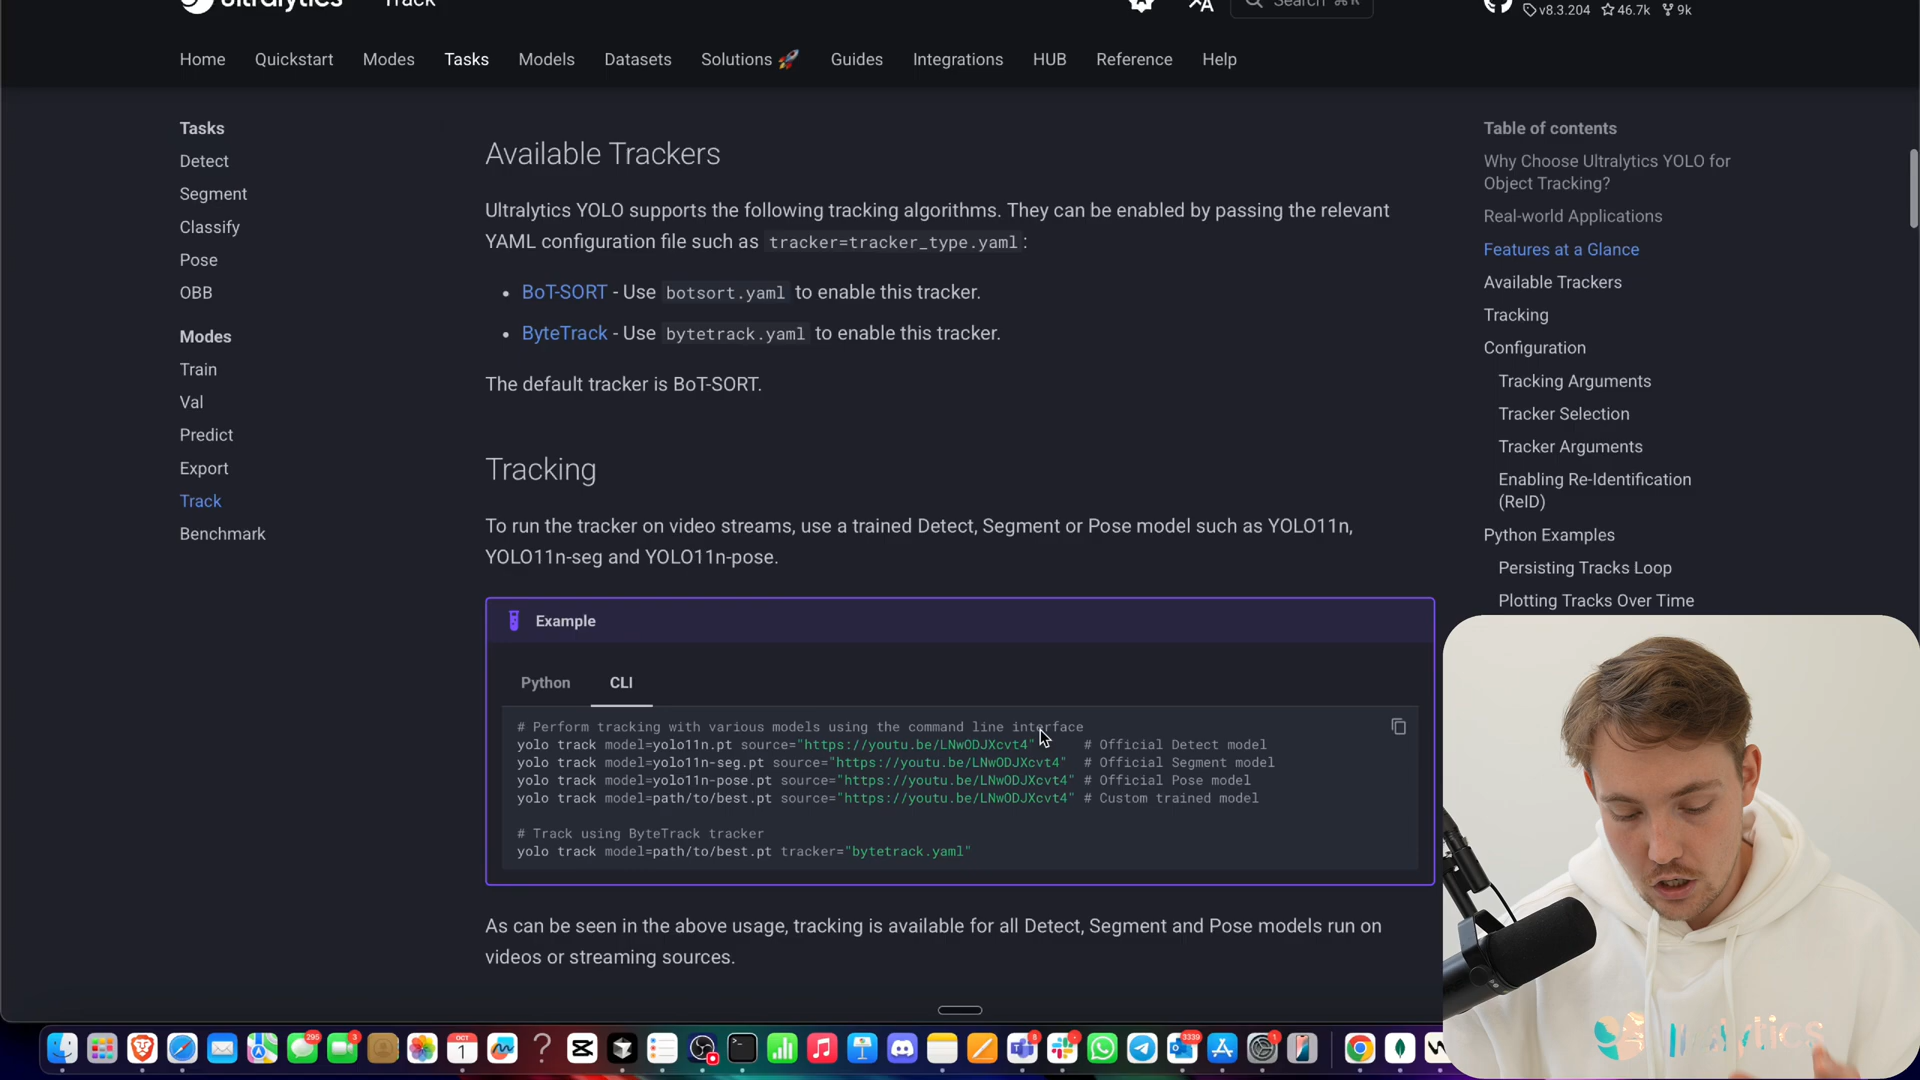 Ultralytics
Track
Search ⌘K
v8.3.204 46.7k 9k
Home Quickstart Modes Tasks Models Datasets Solutions 🚀 Guides Integrations HUB Reference Help
Tasks
Detect
Segment
Classify
Pose
OBB
Modes
Train
Val
Predict
Export
Track
Benchmark
Available Trackers
Ultralytics YOLO supports the following tracking algorithms. They can be enabled by passing the relevant
YAML configuration file such as tracker=tracker_type.yaml:
• BoT-SORT - Use botsort.yaml to enable this tracker.
• ByteTrack - Use bytetrack.yaml to enable this tracker.
The default tracker is BoT-SORT.
Tracking
To run the tracker on video streams, use a trained Detect, Segment or Pose model such as YOLO11n,
YOLO11n-seg and YOLO11n-pose.
Example
Python CLI
# Perform tracking with various models using the command line interface
yolo track model=yolo11n.pt source="https://youtu.be/LNwODJXcvt4" # Official Detect model
yolo track model=yolo11n-seg.pt source="https://youtu.be/LNwODJXcvt4" # Official Segment model
yolo track model=yolo11n-pose.pt source="https://youtu.be/LNwODJXcvt4" # Official Pose model
yolo track model=path/to/best.pt source="https://youtu.be/LNwODJXcvt4" # Custom trained model
# Track using ByteTrack tracker
yolo track model=path/to/best.pt tracker="bytetrack.yaml"
As can be seen in the above usage, tracking is available for all Detect, Segment and Pose models run on
videos or streaming sources.
Table of contents
Why Choose Ultralytics YOLO for
Object Tracking?
Real-world Applications
Features at a Glance
Available Trackers
Tracking
Configuration
Tracking Arguments
Tracker Selection
Tracker Arguments
Enabling Re-Identification
(ReID)
Python Examples
Persisting Tracks Loop
Plotting Tracks Over Time
295
3
OCT
1
8
3339
1